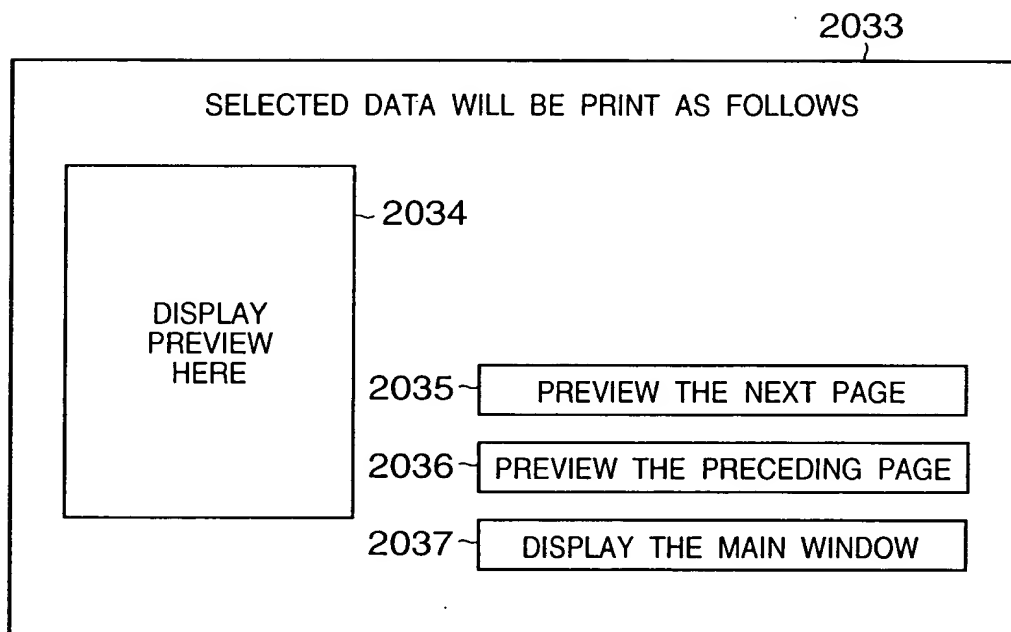 2033
SELECTED DATA WILL BE PRINT AS FOLLOWS
2034
DISPLAY
PREVIEW
HERE
2035
PREVIEW THE NEXT PAGE
2036
PREVIEW THE PRECEDING PAGE
2037
DISPLAY THE MAIN WINDOW